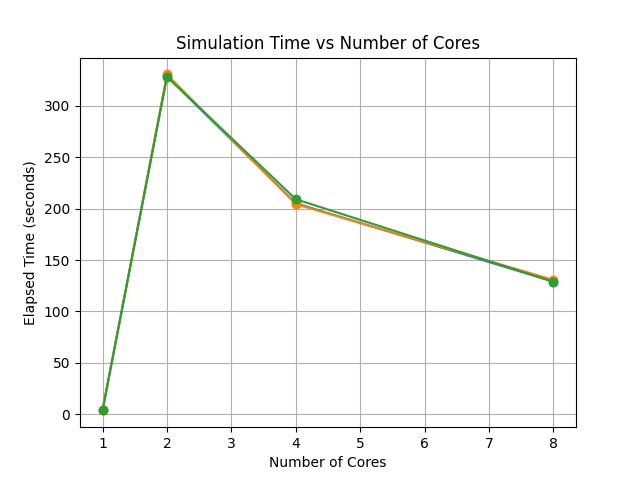 Simulation Time vs Number of Cores
300
250
200
150
100
50
0
Elapsed Time (seconds)
1 2 3 4 5 6 7 8
Number of Cores